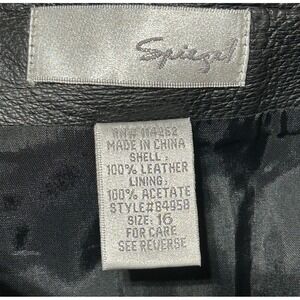 Spiegel
RN# 114262
MADE IN CHINA
SHELL:
100% LEATHER
LINING:
100% ACETATE
STYLE#64958
SIZE: 16
FOR CARE
SEE REVERSE